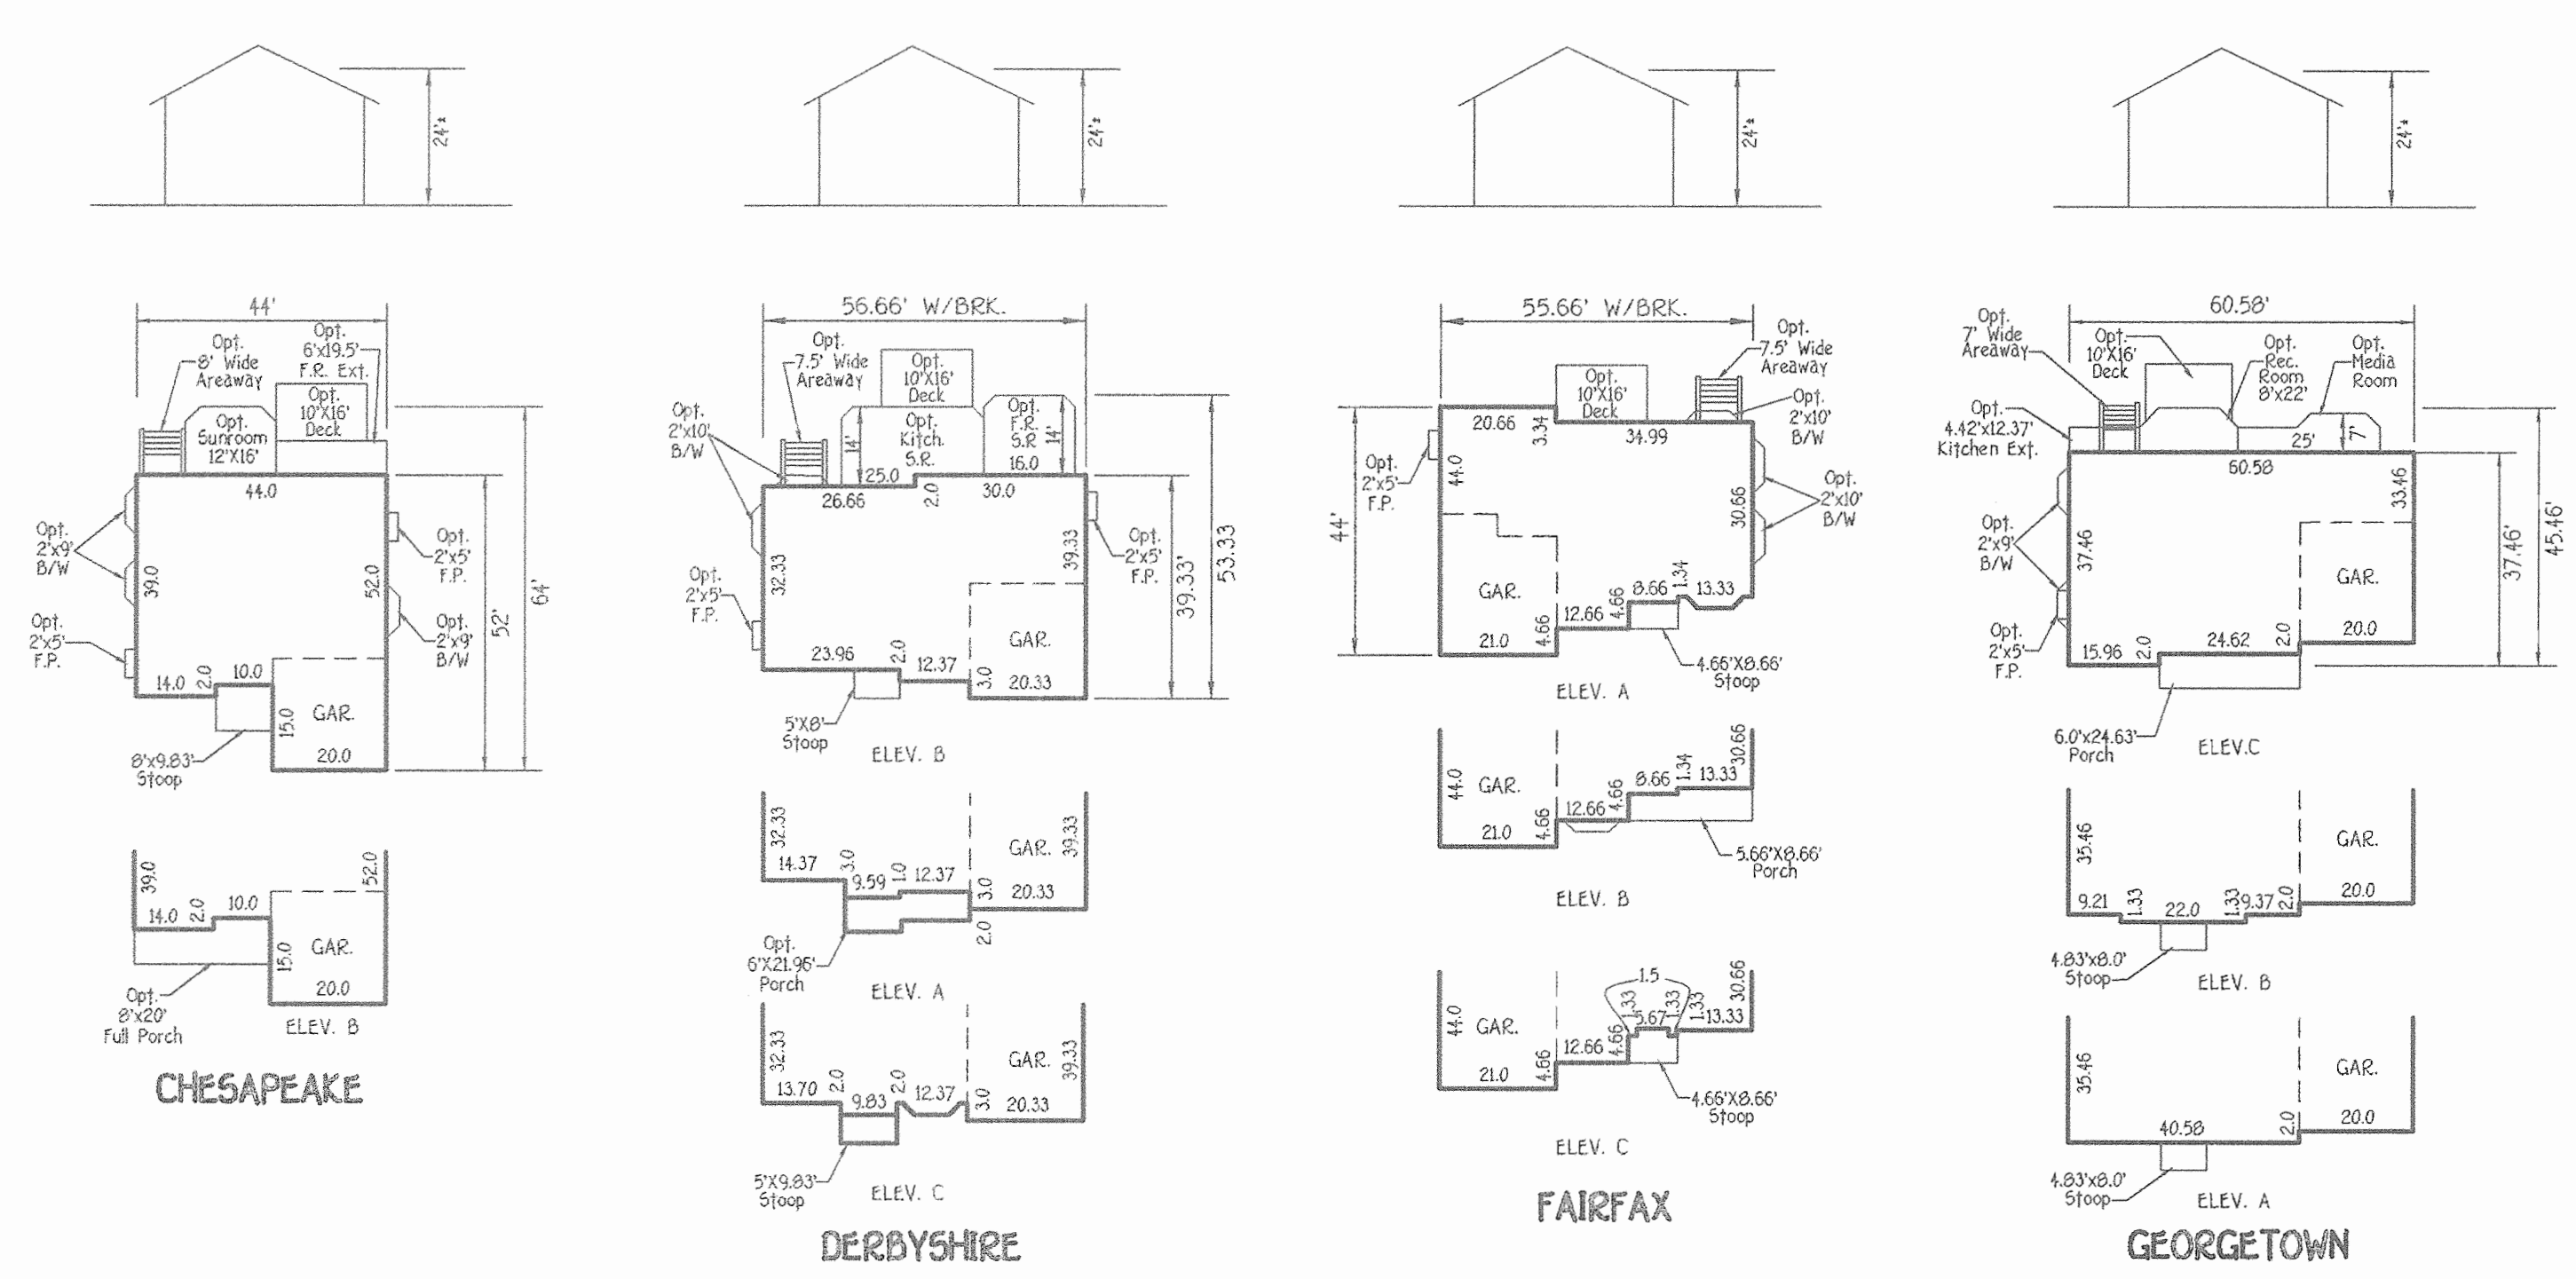 24'±
44'
Opt.
8' Wide
Areaway
Opt.
6'x19.5'
F.R. Ext.
Opt.
Sunroom
12'X16'
Opt.
10'X16'
Deck
44.0
Opt.
2'x9'
B/W
39.0
52.0
Opt.
2'x5'
F.P.
Opt.
2'x9'
B/W
Opt.
2'x5'
F.P.
14.0
2.0
10.0
15.0
GAR.
20.0
8'x9.83'
Stoop
52'
64'
39.0
14.0
2.0
10.0
15.0
52.0
GAR.
20.0
Opt.
8'x20'
Full Porch
ELEV. B
CHESAPEAKE
24'±
56.66' W/BRK.
Opt.
7.5' Wide
Areaway
Opt.
10'X16'
Deck
Opt.
2'x10'
B/W
14'
Opt.
Kitch.
S.R.
Opt.
F.R.
S.R
14'
25.0
16.0
26.66
2.0
30.0
32.33
39.33
Opt.
2'x5'
F.P.
Opt.
2'x5'
F.P.
23.96
2.0
12.37
3.0
GAR.
20.33
39.33'
53.33
5'X8'
Stoop
ELEV. B
32.33
14.37
3.0
9.59
1.0
12.37
3.0
2.0
GAR.
39.33
20.33
Opt.
6'X21.96'
Porch
ELEV. A
32.33
13.70
2.0
9.83
2.0
12.37
3.0
GAR.
39.33
20.33
5'X9.83'
Stoop
ELEV. C
DERBYSHIRE
24'±
55.66' W/BRK.
Opt.
7.5' Wide
Areaway
Opt.
10'X16'
Deck
Opt.
2'x10'
B/W
20.66
3.34
34.99
Opt.
2'x5'
F.P.
44.0
44'
30.66
Opt.
2'x10'
B/W
GAR.
21.0
4.66
12.66
4.66
8.66
1.34
13.33
4.66'X8.66'
Stoop
ELEV. A
44.0
GAR.
21.0
4.66
12.66
4.66
8.66
1.34
13.33
30.66
5.66'X8.66'
Porch
ELEV. B
44.0
GAR.
21.0
4.66
12.66
4.66
1.5
1.33
5.67
1.33
1.33
13.33
30.66
4.66'X8.66'
Stoop
ELEV. C
FAIRFAX
24'±
60.58'
Opt.
7' Wide
Areaway
Opt.
10'X16'
Deck
Opt.
Rec.
Room
8'x22'
Opt.
Media
Room
Opt.
4.42'x12.37'
Kitchen Ext.
25'
7'
60.58
37.46
33.46
Opt.
2'x9'
B/W
Opt.
2'x5'
F.P.
GAR.
15.96
2.0
24.62
2.0
20.0
37.46'
45.46'
6.0'x24.63'
Porch
ELEV.C
35.46
9.21
1.33
22.0
1.33
9.37
2.0
GAR.
20.0
4.83'x8.0'
Stoop
ELEV. B
35.46
40.58
2.0
GAR.
20.0
4.83'x8.0'
Stoop
ELEV. A
GEORGETOWN